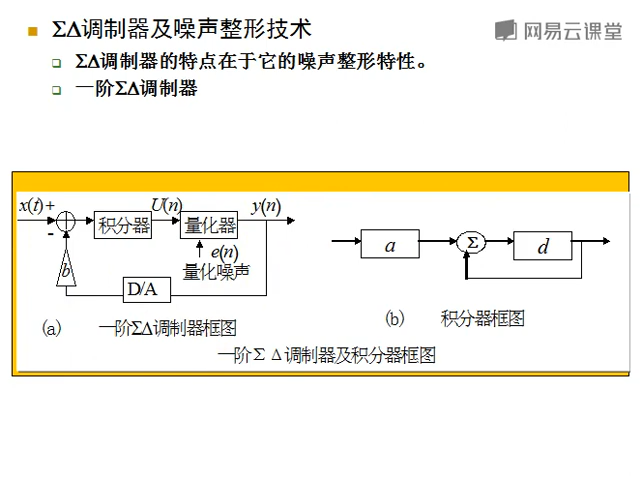 ΣΔ调制器及噪声整形技术
网易云课堂
ΣΔ调制器的特点在于它的噪声整形特性。
一阶ΣΔ调制器
x(t)+ U(n) y(n)
- 积分器 量化器
e(n)
b 量化噪声
D/A
a Σ d
(a) 一阶ΣΔ调制器框图
(b) 积分器框图
一阶ΣΔ调制器及积分器框图